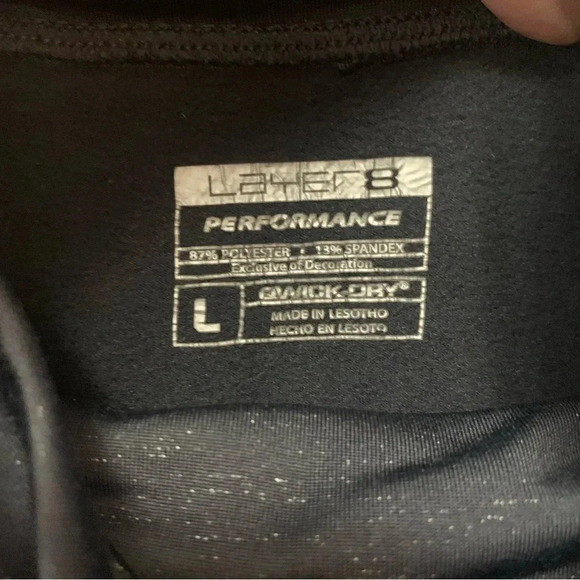 Layer8
PERFORMANCE
87% POLYESTER • 13% SPANDEX
Exclusive of Decoration
L
QWICK-DRY®
MADE IN LESOTHO
HECHO EN LESOTO